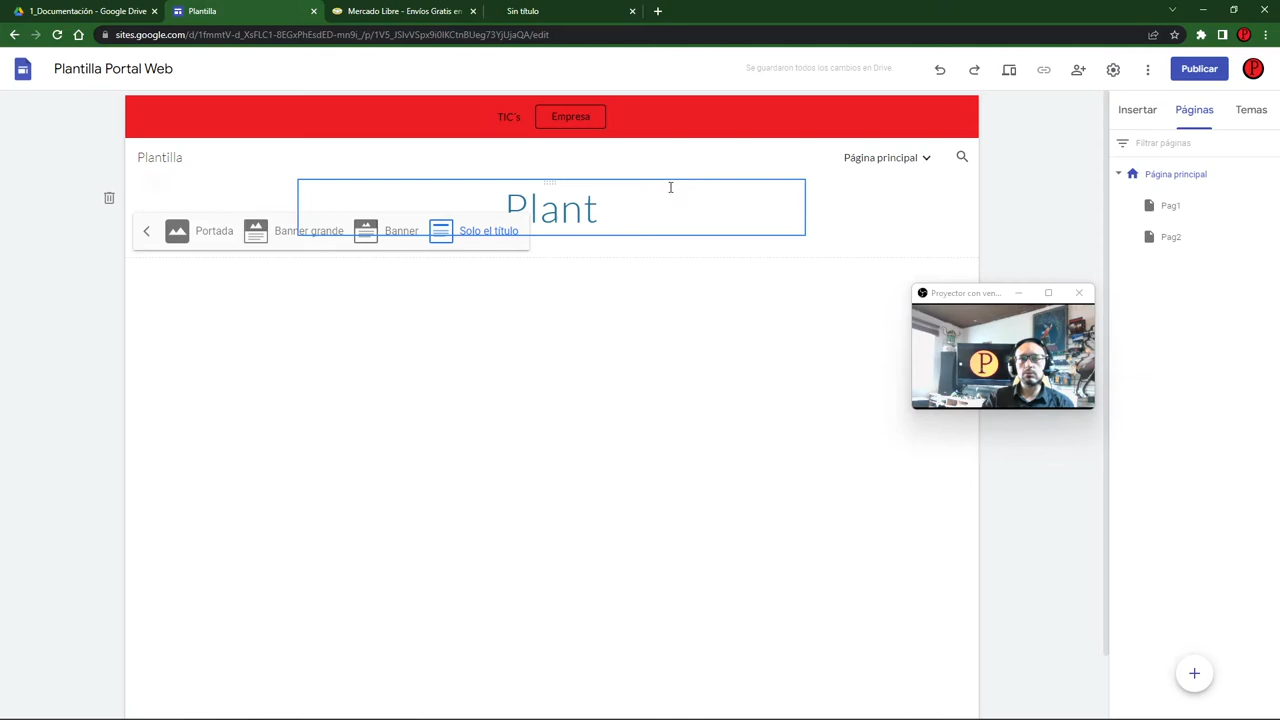 1_Documentación - Google Drive
Plantilla
Mercado Libre - Envíos Gratis en
Sin título
sites.google.com/d/1fmmtV-d_XsFLC1-8EGxPhEsdED-mn9i_/p/1V5_JSlvVSpx9i0IKCtnBUeg73YjUjaQA/edit
Plantilla Portal Web
Se guardaron todos los cambios en Drive.
Publicar
P
Insertar
Páginas
Temas
TIC´s
Empresa
Filtrar páginas
Plantilla
Página principal
Página principal
Plant
Pag1
Portada
Banner grande
Banner
Solo el título
Pag2
Proyector con ven...
P